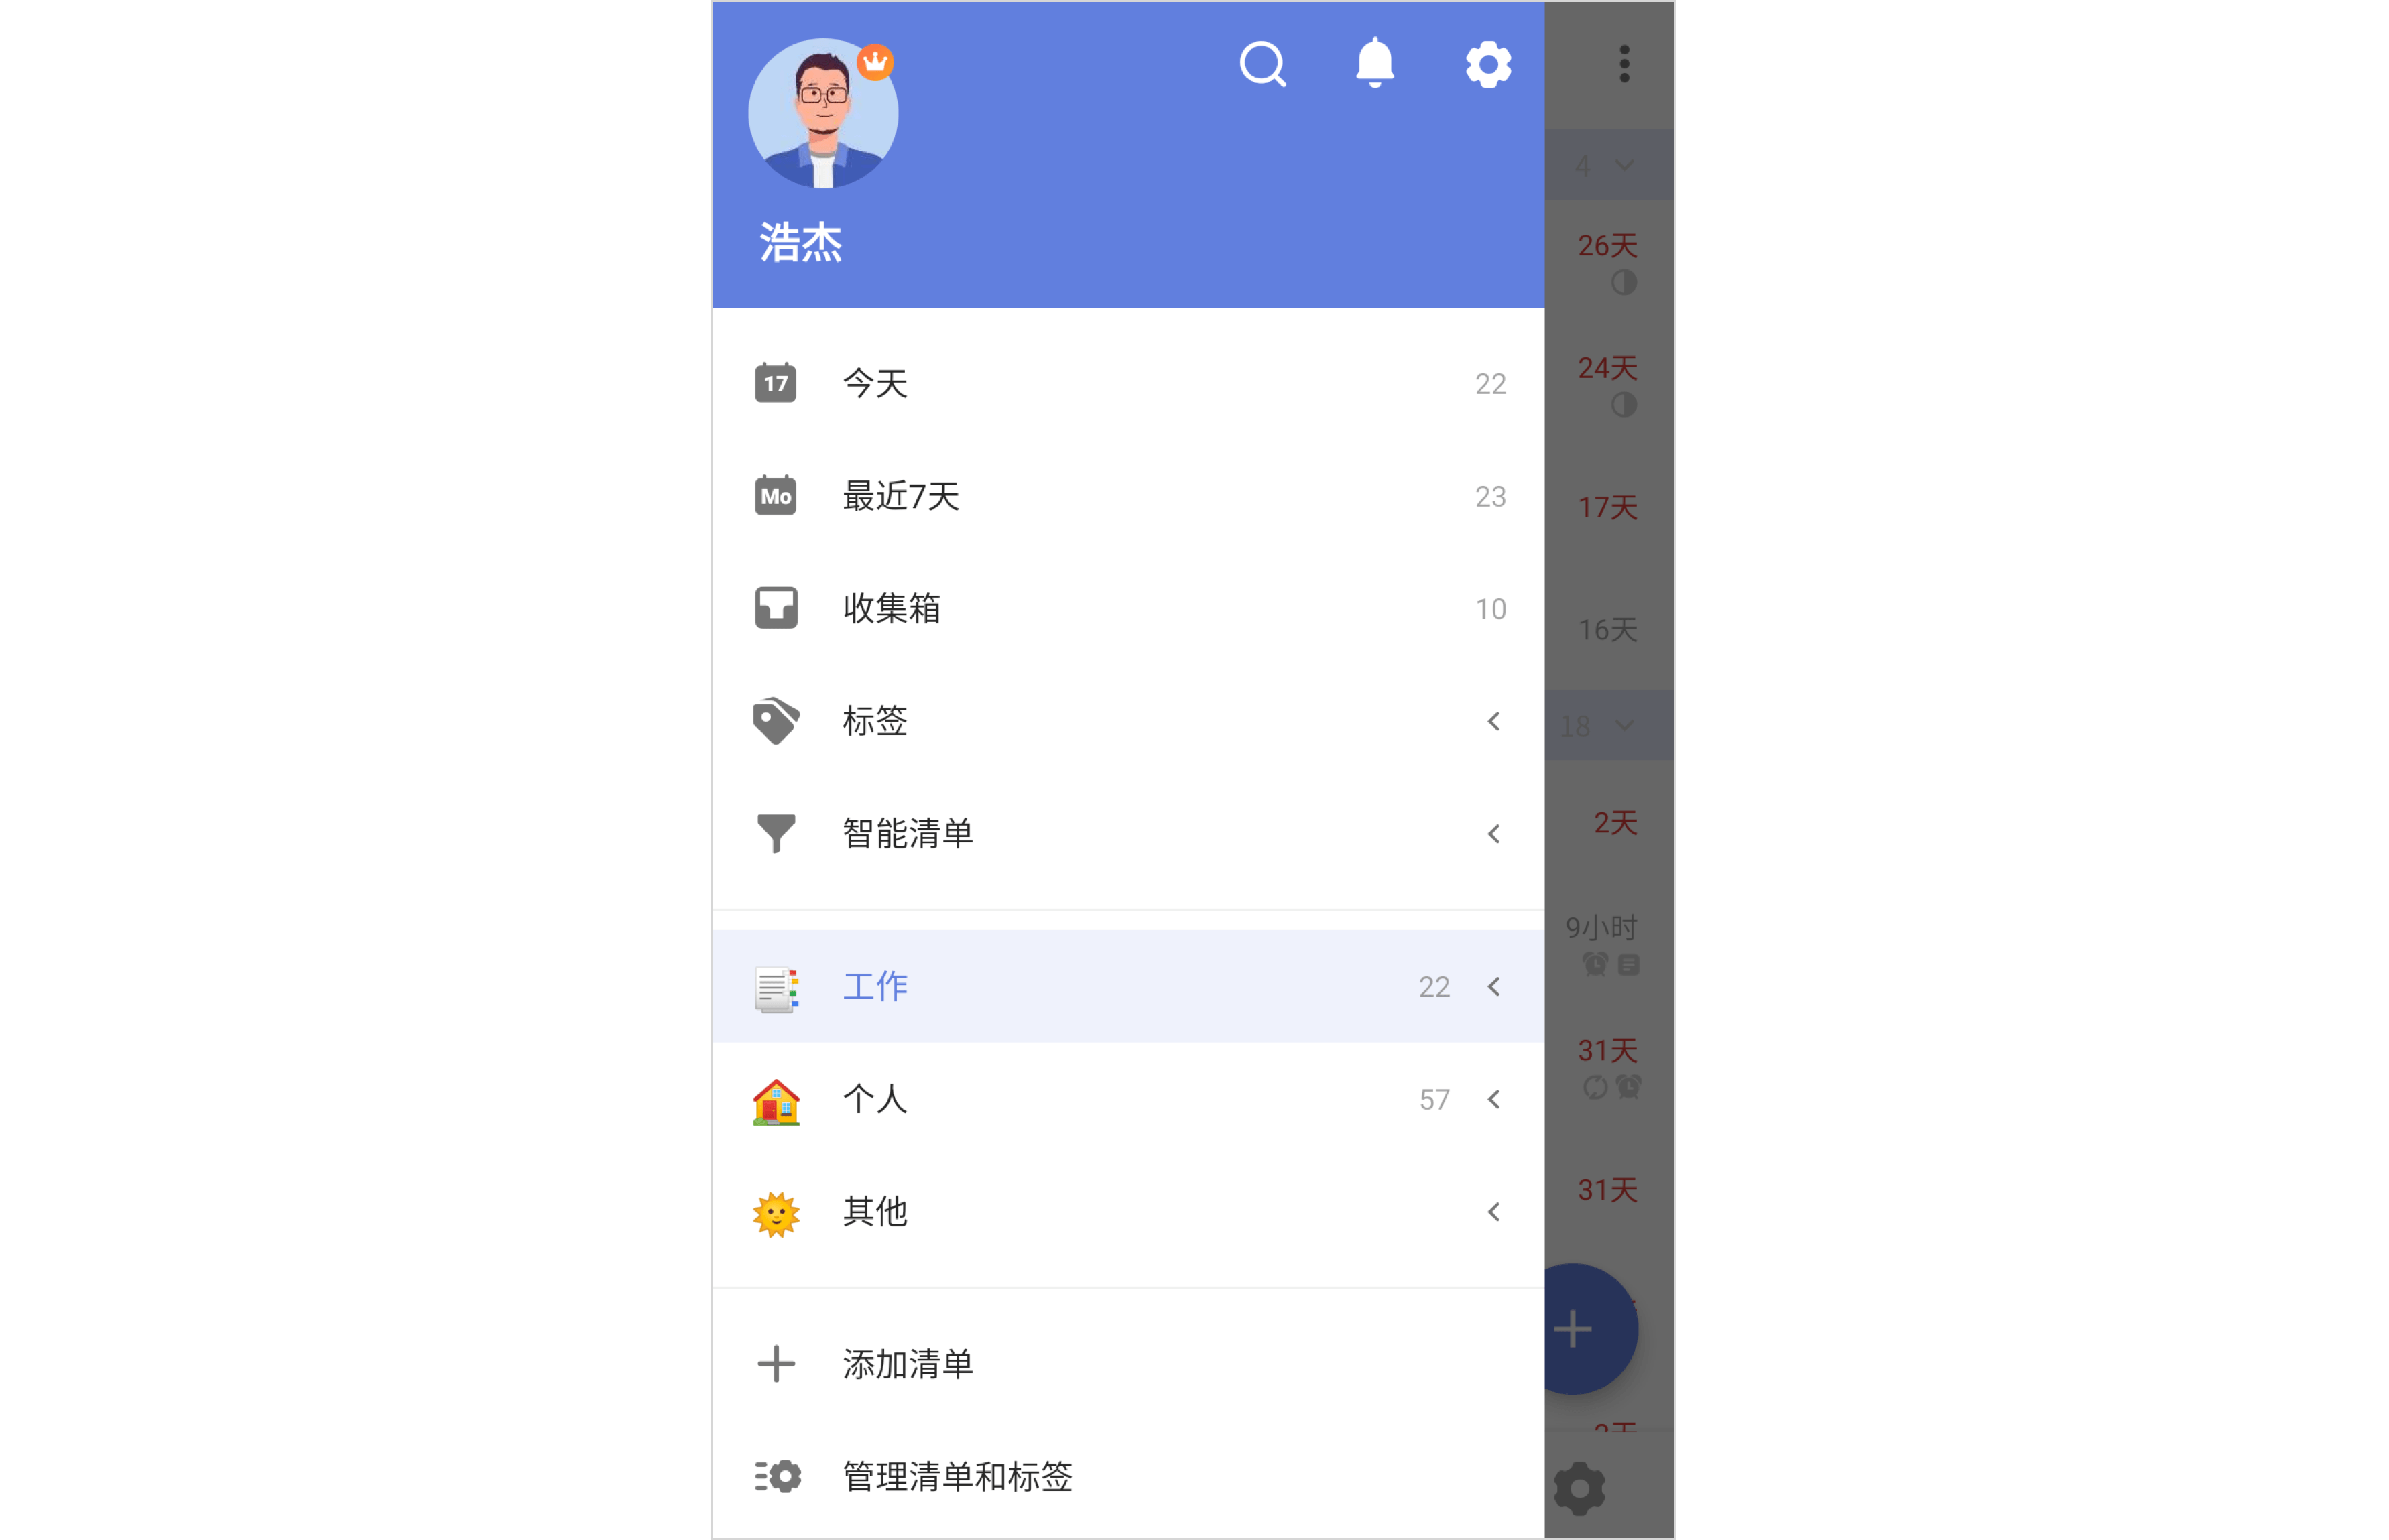 浩杰
17 今天 22
Mo 最近7天 23
收集箱 10
标签
智能清单
工作 22
个人 57
其他
添加清单
管理清单和标签
4
26天
24天
17天
16天
18
2天
9小时
31天
31天